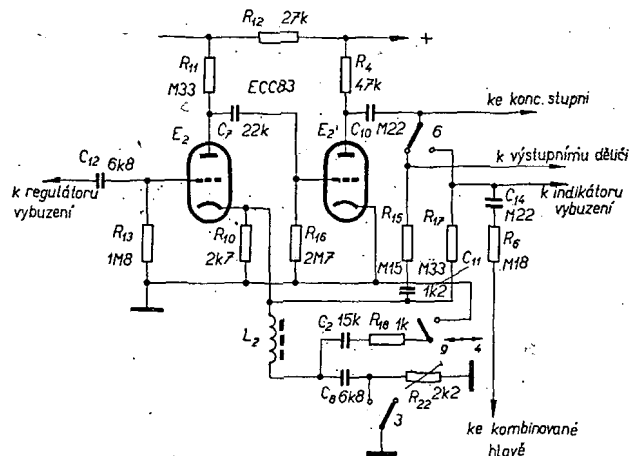 R12 27k
+
R11
M33
R4
47k
ECC83
E2
C7
22k
E2'
C10 M22
ke konc. stupni
6
C12 6k8
k výstupnímu děliči
k regulátoru
vybuzení
k indikátoru
vybuzení
C14
M22
R13
1M8
R10
2k7
R16
2M7
R15
M15
R17
M33
C11
1k2
R6
M18
L2
C2 15k
R18 1k
9 4
C8 6k8
R22 2k2
3
ke kombinované
hlavě